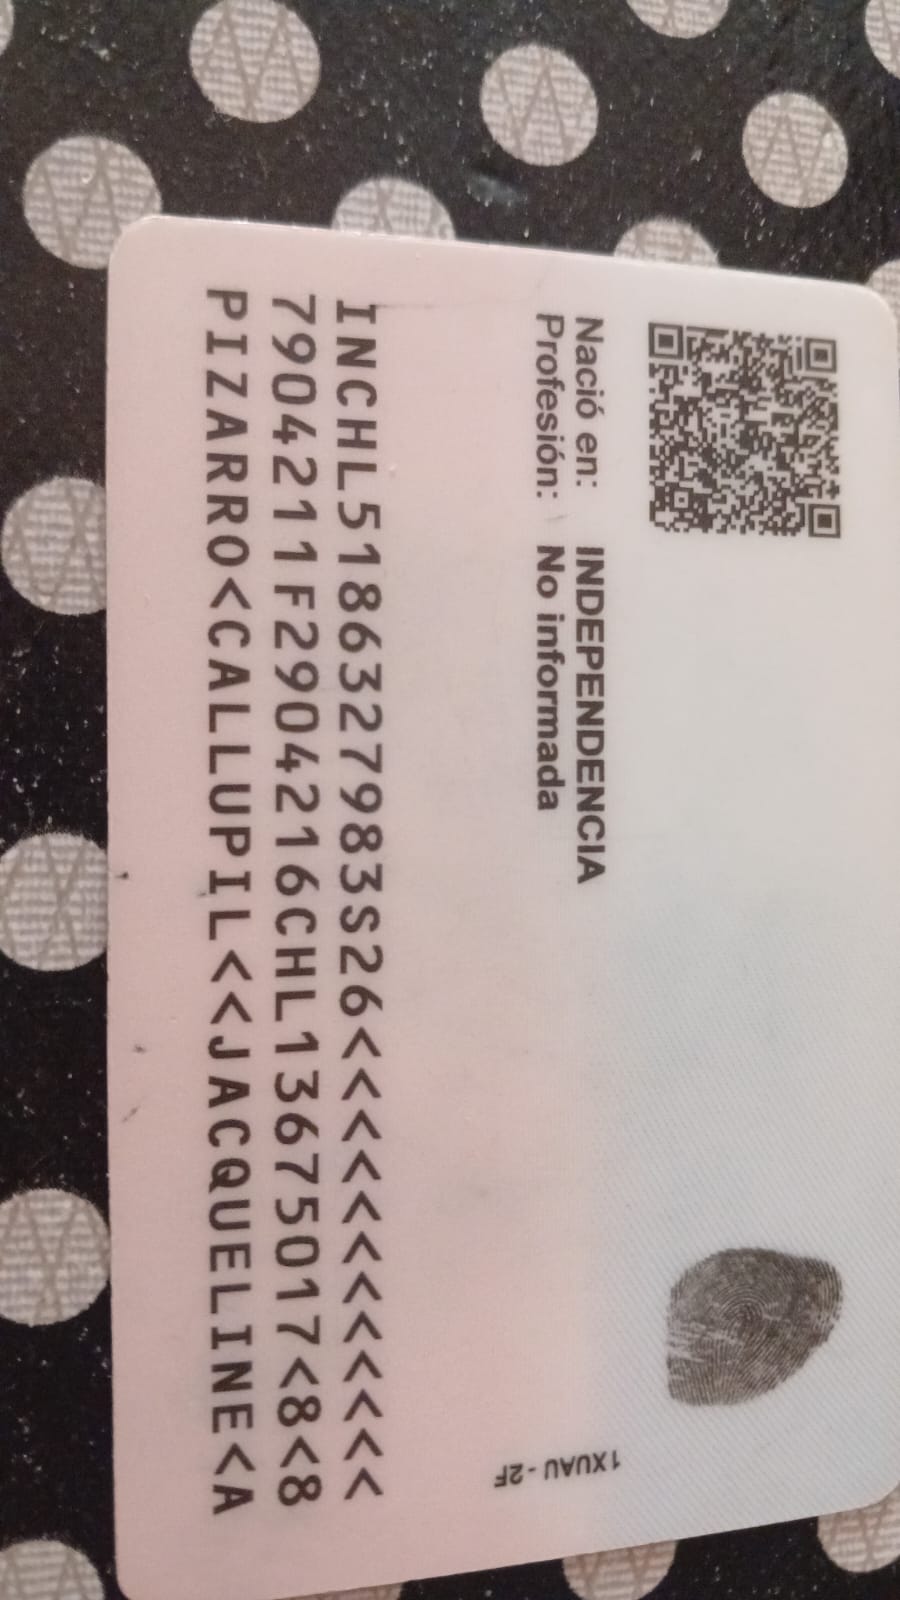 Nació en: INDEPENDENCIA
Profesión: No informada
1XUAU - 2F
INCHL5186327983S26<<<<<<<<<<<<
7904211F2904216CHL13675017<8<8
PIZARRO<CALLUPIL<<JACQUELINE<A